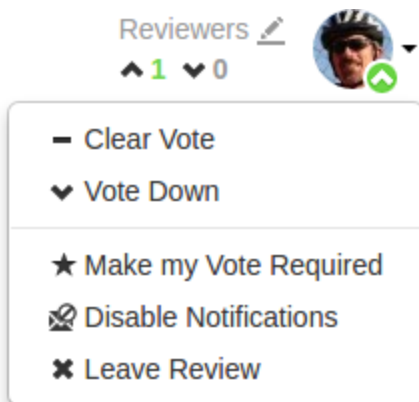 Reviewers
1 0
Clear Vote
Vote Down
Make my Vote Required
Disable Notifications
Leave Review